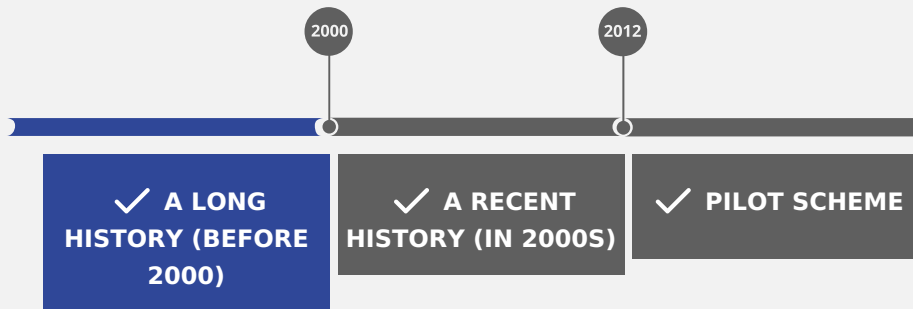 2000
2012
A LONG
HISTORY (BEFORE
2000)
A RECENT
HISTORY (IN 2000S)
PILOT SCHEME